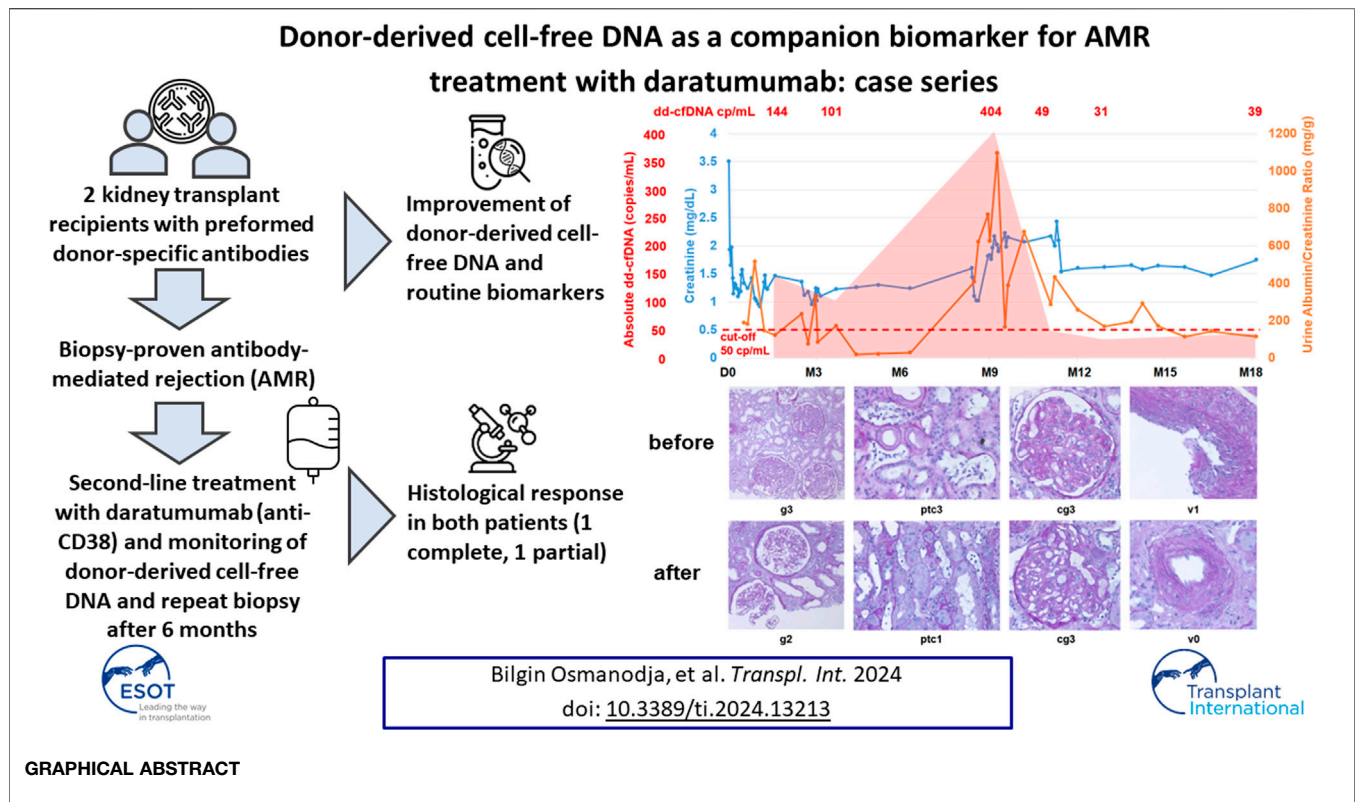 Donor-derived cell-free DNA as a companion biomarker for AMR
treatment with daratumumab: case series
2 kidney transplant
recipients with preformed
donor-specific antibodies
Biopsy-proven antibody-
mediated rejection (AMR)
Second-line treatment
with daratumumab (anti-
CD38) and monitoring of
donor-derived cell-free
DNA and repeat biopsy
after 6 months
Improvement of
donor-derived cell-
free DNA and
routine biomarkers
Histological response
in both patients (1
complete, 1 partial)
dd-cfDNA cp/mL 144 101 404 49 31 39
Absolute dd-cfDNA (copies/mL)
400
350
300
250
200
150
100
50
0
Creatinine (mg/dL)
4
3.5
3
2.5
2
1.5
1
0.5
0
cut-off
50 cp/mL
1200
1000
800
600
400
200
0
Urine Albumin/Creatinine Ratio (mg/g)
D0 M3 M6 M9 M12 M15 M18
before
g3 ptc3 cg3 v1
after
g2 ptc1 cg3 v0
ESOT
Leading the way
in transplantation
Bilgin Osmanodja, et al. Transpl. Int. 2024
doi: 10.3389/ti.2024.13213
Transplant
International
GRAPHICAL ABSTRACT